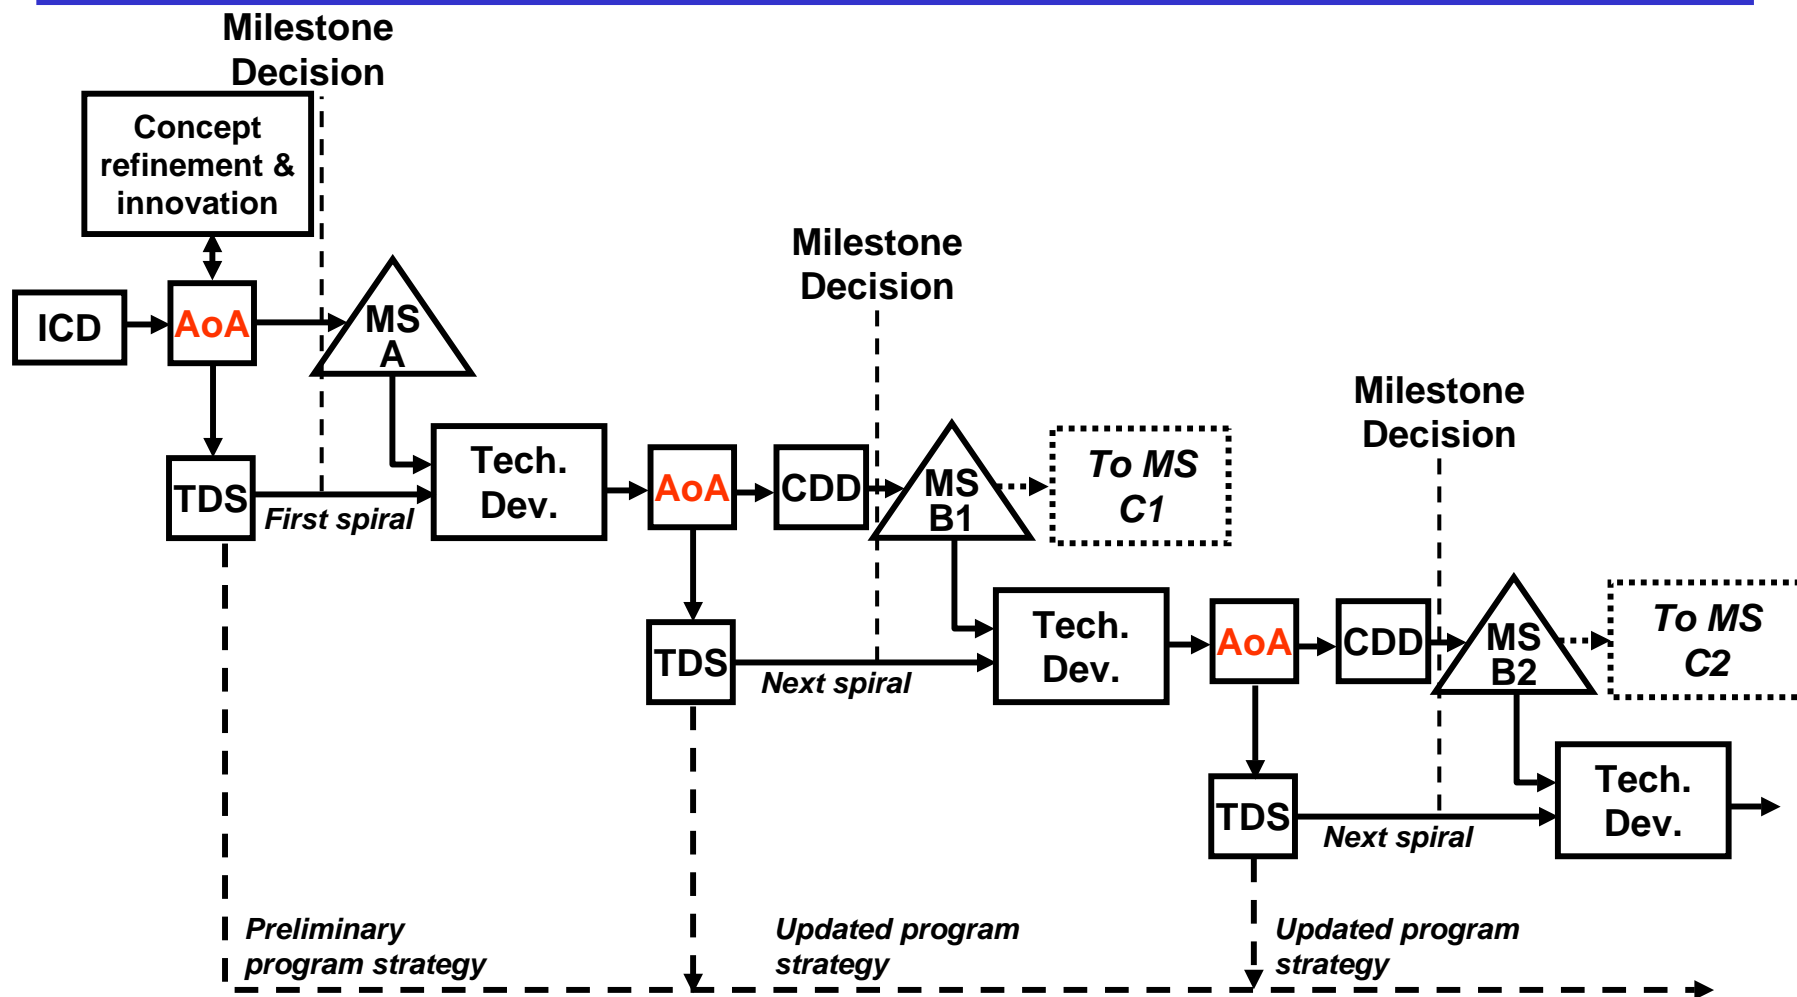 Milestone
Decision
Concept
refinement &
innovation
ICD
AoA
MS
A
TDS
First spiral
Tech.
Dev.
Milestone
Decision
AoA
CDD
MS
B1
To MS
C1
TDS
Next spiral
Tech.
Dev.
Milestone
Decision
AoA
CDD
MS
B2
To MS
C2
TDS
Next spiral
Tech.
Dev.
Preliminary
program strategy
Updated program
strategy
Updated program
strategy